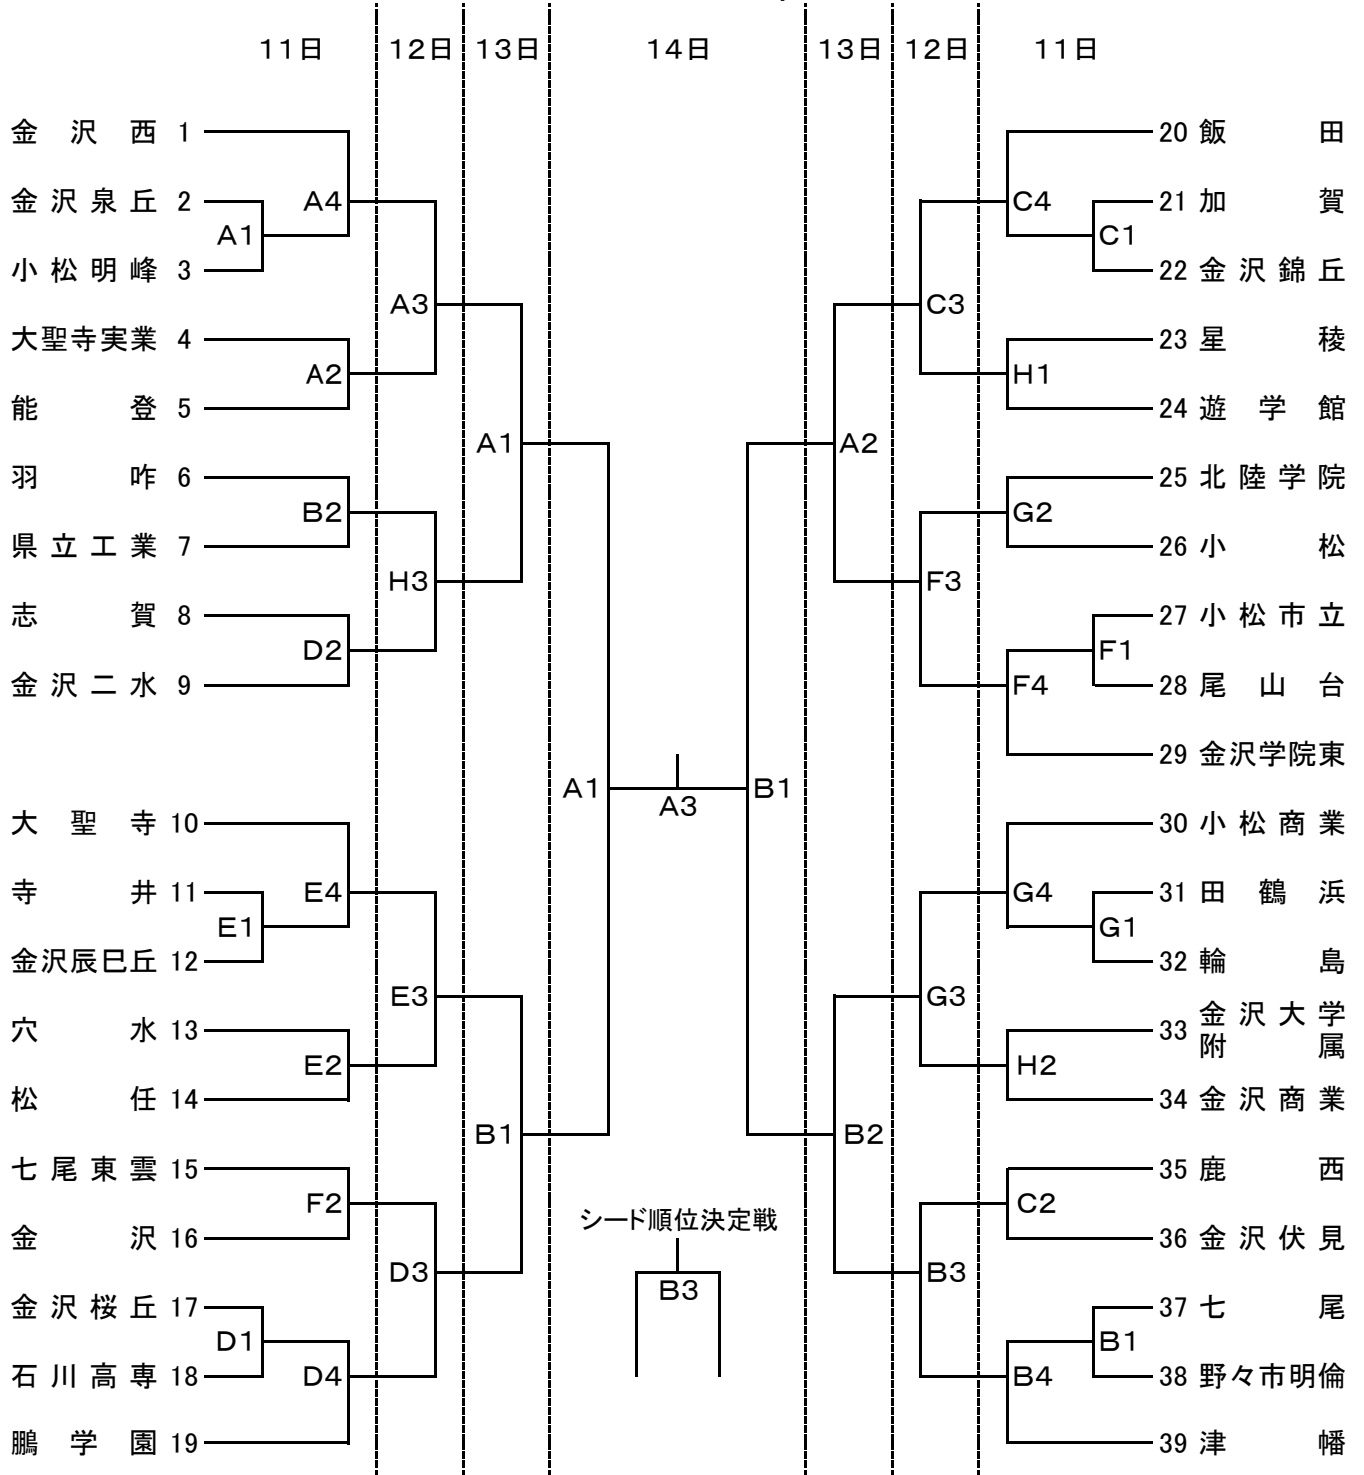 11日 12日 13日 14日 13日 12日 11日
金沢西 1
20 飯田
金沢泉丘 2
A4
C4
21 加賀
A1
C1
小松明峰 3
22 金沢錦丘
A3
C3
大聖寺実業 4
23 星稜
A2
H1
能登 5
24 遊学館
A1
A2
羽咋 6
25 北陸学院
B2
G2
県立工業 7
26 小松
H3
F3
志賀 8
27 小松市立
D2
F1
金沢二水 9
F4
28 尾山台
29 金沢学院東
A1
A3
B1
大聖寺 10
30 小松商業
寺井 11
E4
G4
31 田鶴浜
E1
G1
金沢辰巳丘 12
32 輪島
E3
G3
穴水 13
33 金沢大学
附属
E2
H2
松任 14
34 金沢商業
B1
B2
七尾東雲 15
35 鹿西
F2
C2
シード順位決定戦
金沢 16
36 金沢伏見
D3
B3
B3
金沢桜丘 17
37 七尾
D1
B1
石川高専 18
D4
B4
38 野々市明倫
鵬学園 19
39 津幡